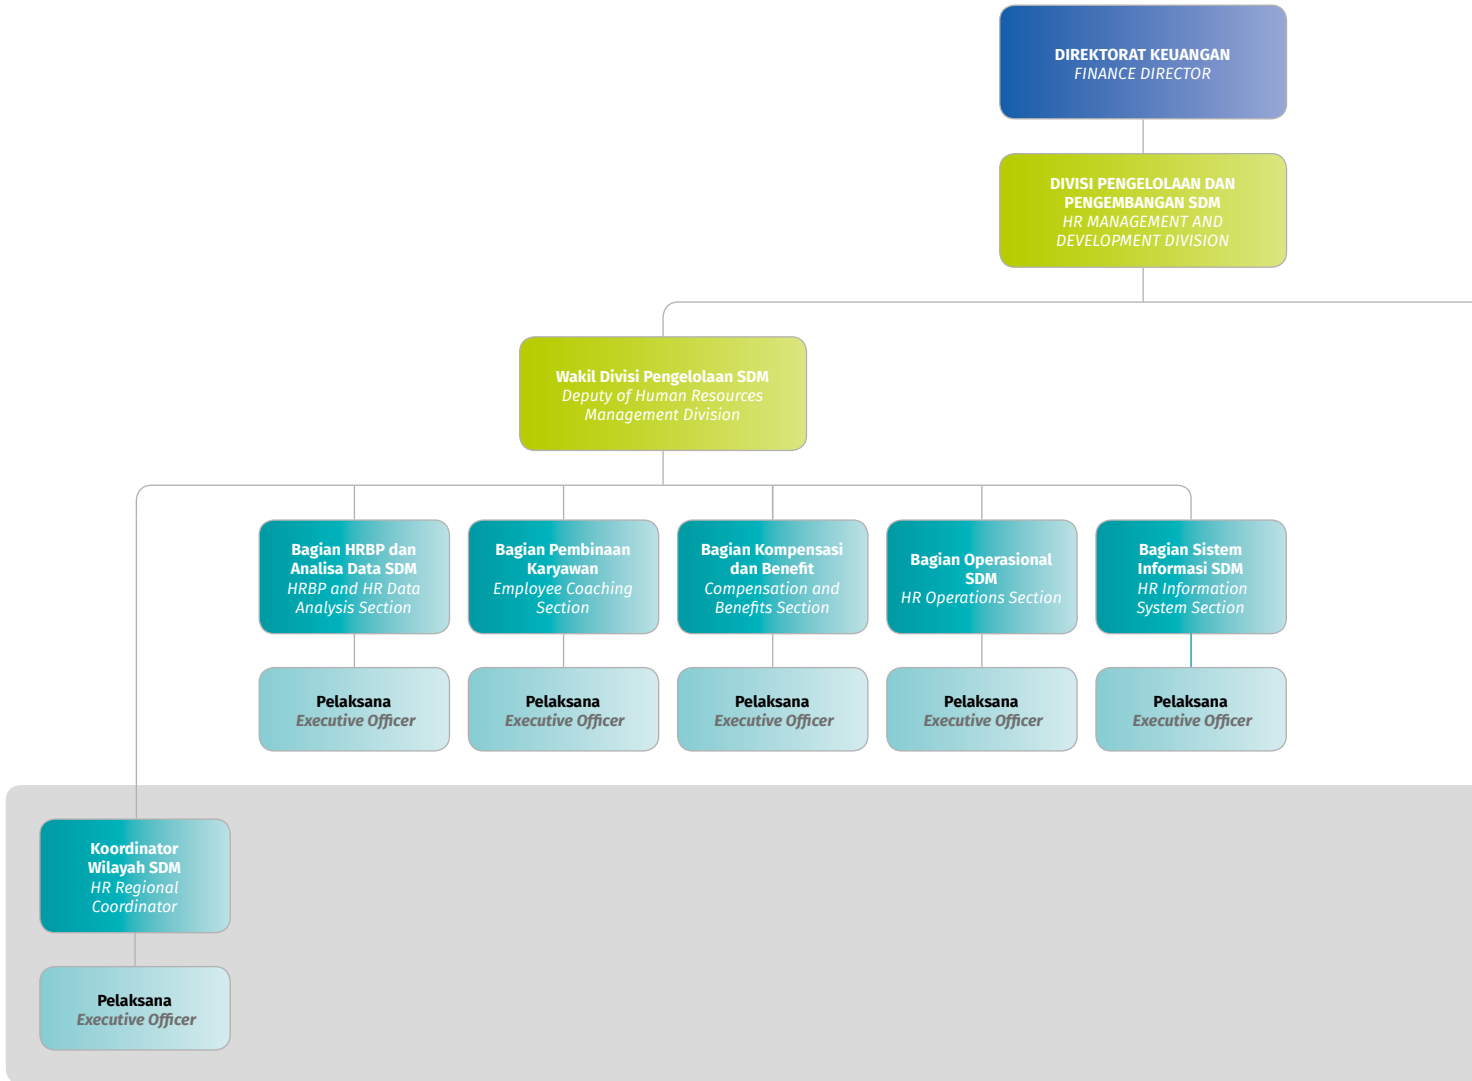 DIREKTORAT KEUANGAN
FINANCE DIRECTOR
DIVISI PENGELOLAAN DAN
PENGEMBANGAN SDM
HR MANAGEMENT AND
DEVELOPMENT DIVISION
Wakil Divisi Pengelolaan SDM
Deputy of Human Resources
Management Division
Bagian HRBP dan
Analisa Data SDM
HRBP and HR Data
Analysis Section
Bagian Pembinaan
Karyawan
Employee Coaching
Section
Bagian Kompensasi
dan Benefit
Compensation and
Benefits Section
Bagian Operasional
SDM
HR Operations Section
Bagian Sistem
Informasi SDM
HR Information
System Section
Pelaksana
Executive Officer
Pelaksana
Executive Officer
Pelaksana
Executive Officer
Pelaksana
Executive Officer
Pelaksana
Executive Officer
Koordinator
Wilayah SDM
HR Regional
Coordinator
Pelaksana
Executive Officer